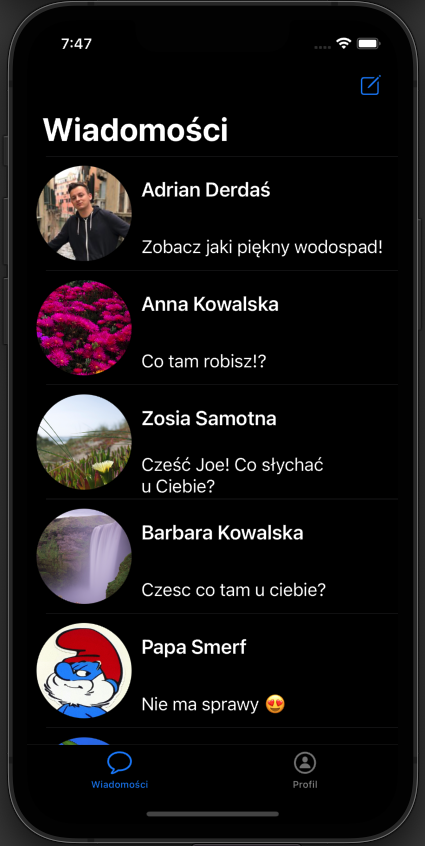 7:47
Wiadomości
Adrian Derdaś
Zobacz jaki piękny wodospad!
Anna Kowalska
Co tam robisz!?
Zosia Samotna
Cześć Joe! Co słychać
u Ciebie?
Barbara Kowalska
Czesc co tam u ciebie?
Papa Smerf
Nie ma sprawy 😍
Wiadomości
Profil